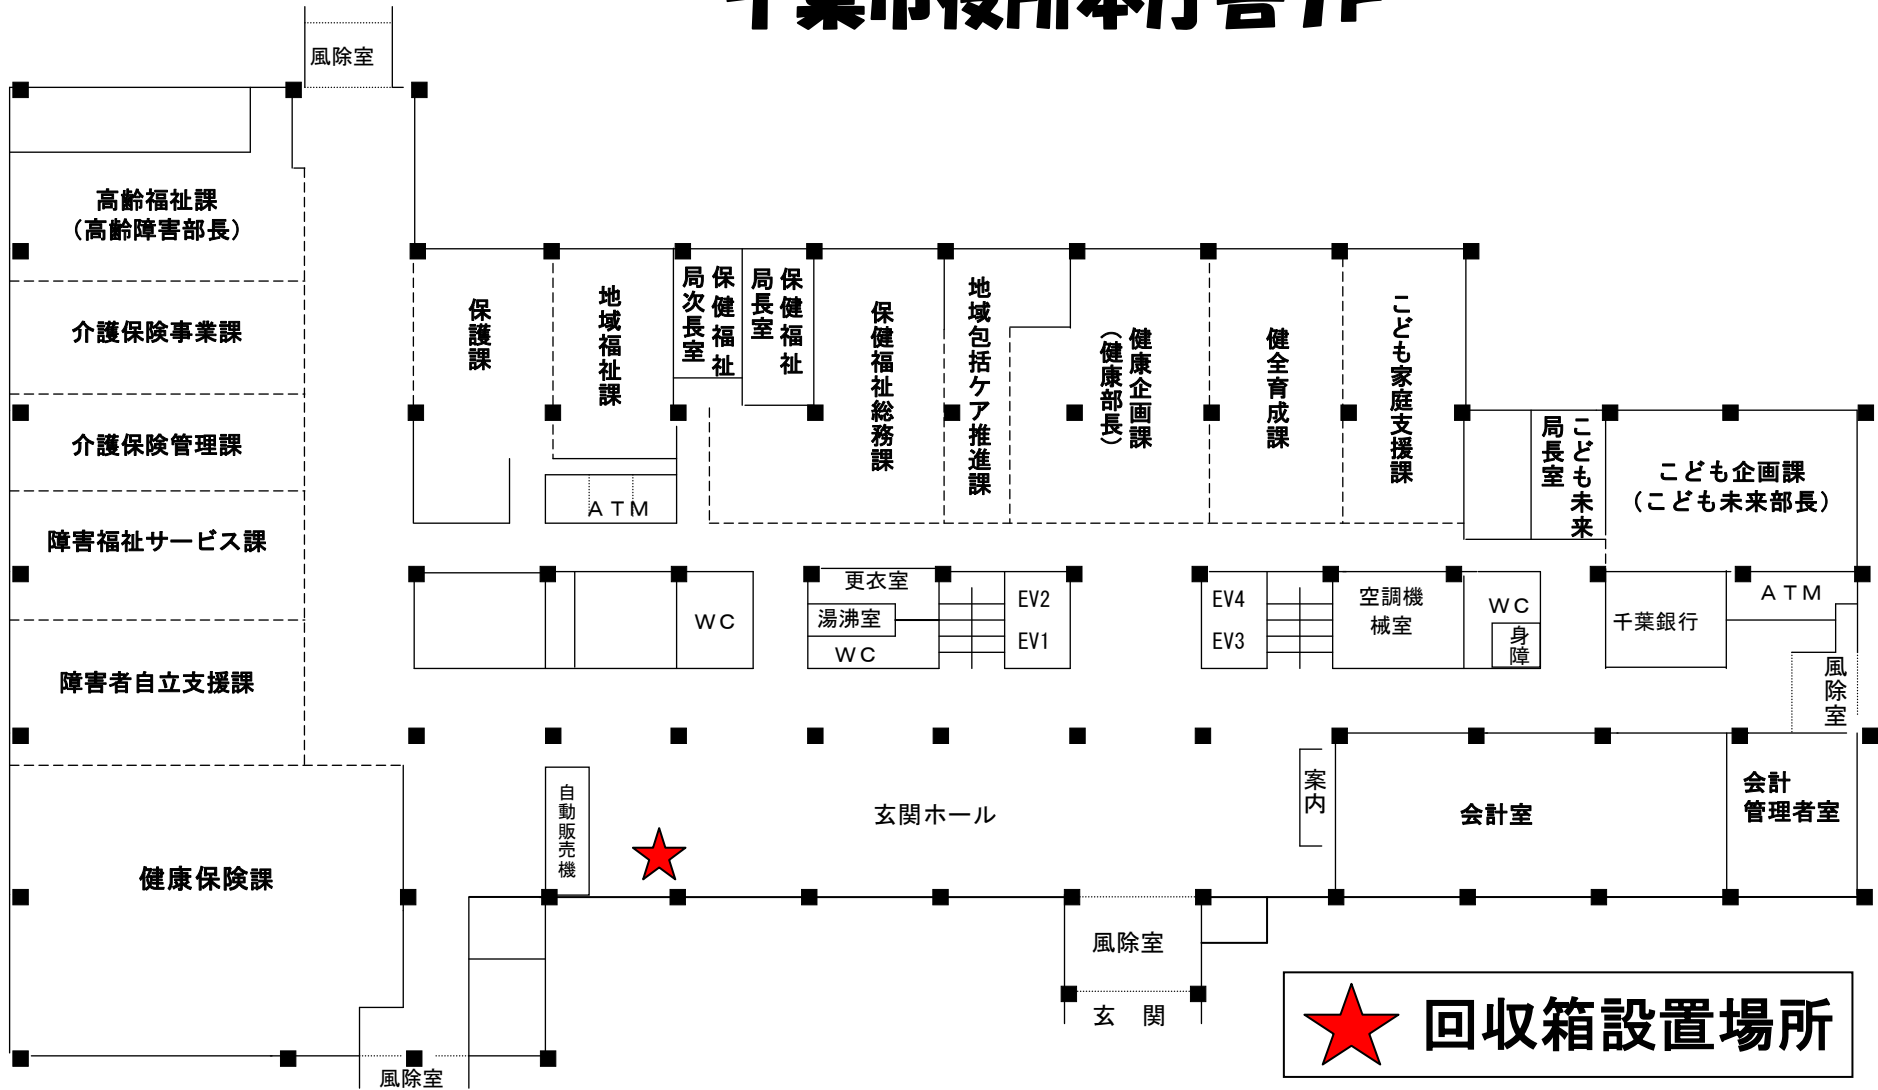 千葉市役所本庁舎1F
風除室
高齢福祉課
（高齢障害部長）
介護保険事業課
介護保険管理課
障害福祉サービス課
障害者自立支援課
健康保険課
風除室
保護課
地域福祉課
保健福祉
局次長室
保健福祉
局長室
保健福祉総務課
地域包括ケア推進課
健康企画課
（健康部長）
健全育成課
こども家庭支援課
こども未来
局長室
こども企画課
（こども未来部長）
ＡＴＭ
ＷＣ
更衣室
湯沸室
ＷＣ
EV2
EV1
EV4
EV3
空調機
械室
ＷＣ
身障
千葉銀行
ＡＴＭ
風除室
自動販売機
玄関ホール
案内
会計室
会計
管理者室
風除室
玄　関
回収箱設置場所